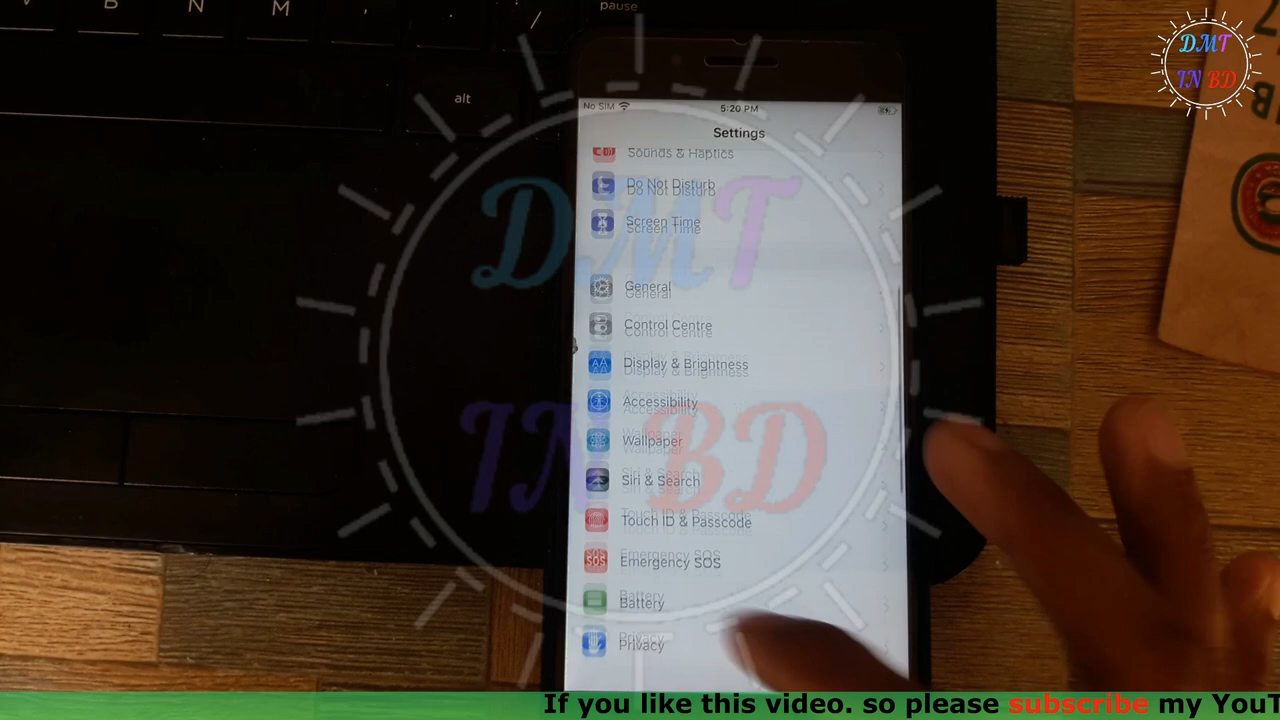 V B N M , . /
pause
alt
DMT
IN BD
No SIM 5:20 PM
Settings
Sounds & Haptics
Do Not Disturb
Screen Time
General
Control Centre
Display & Brightness
Accessibility
Wallpaper
Siri & Search
Touch ID & Passcode
SOS Emergency SOS
Battery
Privacy
DMT
IN BD
If you like this video. so please subscribe my YouT